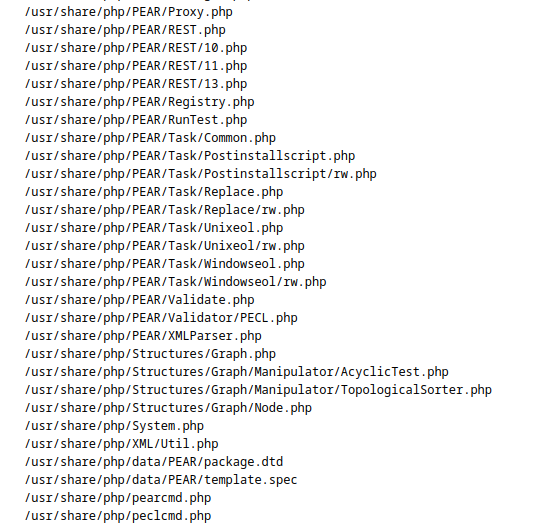 /usr/share/php/PEAR/Proxy.php
/usr/share/php/PEAR/REST.php
/usr/share/php/PEAR/REST/10.php
/usr/share/php/PEAR/REST/11.php
/usr/share/php/PEAR/REST/13.php
/usr/share/php/PEAR/Registry.php
/usr/share/php/PEAR/RunTest.php
/usr/share/php/PEAR/Task/Common.php
/usr/share/php/PEAR/Task/Postinstallscript.php
/usr/share/php/PEAR/Task/Postinstallscript/rw.php
/usr/share/php/PEAR/Task/Replace.php
/usr/share/php/PEAR/Task/Replace/rw.php
/usr/share/php/PEAR/Task/Unixeol.php
/usr/share/php/PEAR/Task/Unixeol/rw.php
/usr/share/php/PEAR/Task/Windowseol.php
/usr/share/php/PEAR/Task/Windowseol/rw.php
/usr/share/php/PEAR/Validate.php
/usr/share/php/PEAR/Validator/PECL.php
/usr/share/php/PEAR/XMLParser.php
/usr/share/php/Structures/Graph.php
/usr/share/php/Structures/Graph/Manipulator/AcyclicTest.php
/usr/share/php/Structures/Graph/Manipulator/TopologicalSorter.php
/usr/share/php/Structures/Graph/Node.php
/usr/share/php/System.php
/usr/share/php/XML/Util.php
/usr/share/php/data/PEAR/package.dtd
/usr/share/php/data/PEAR/template.spec
/usr/share/php/pearcmd.php
/usr/share/php/peclcmd.php